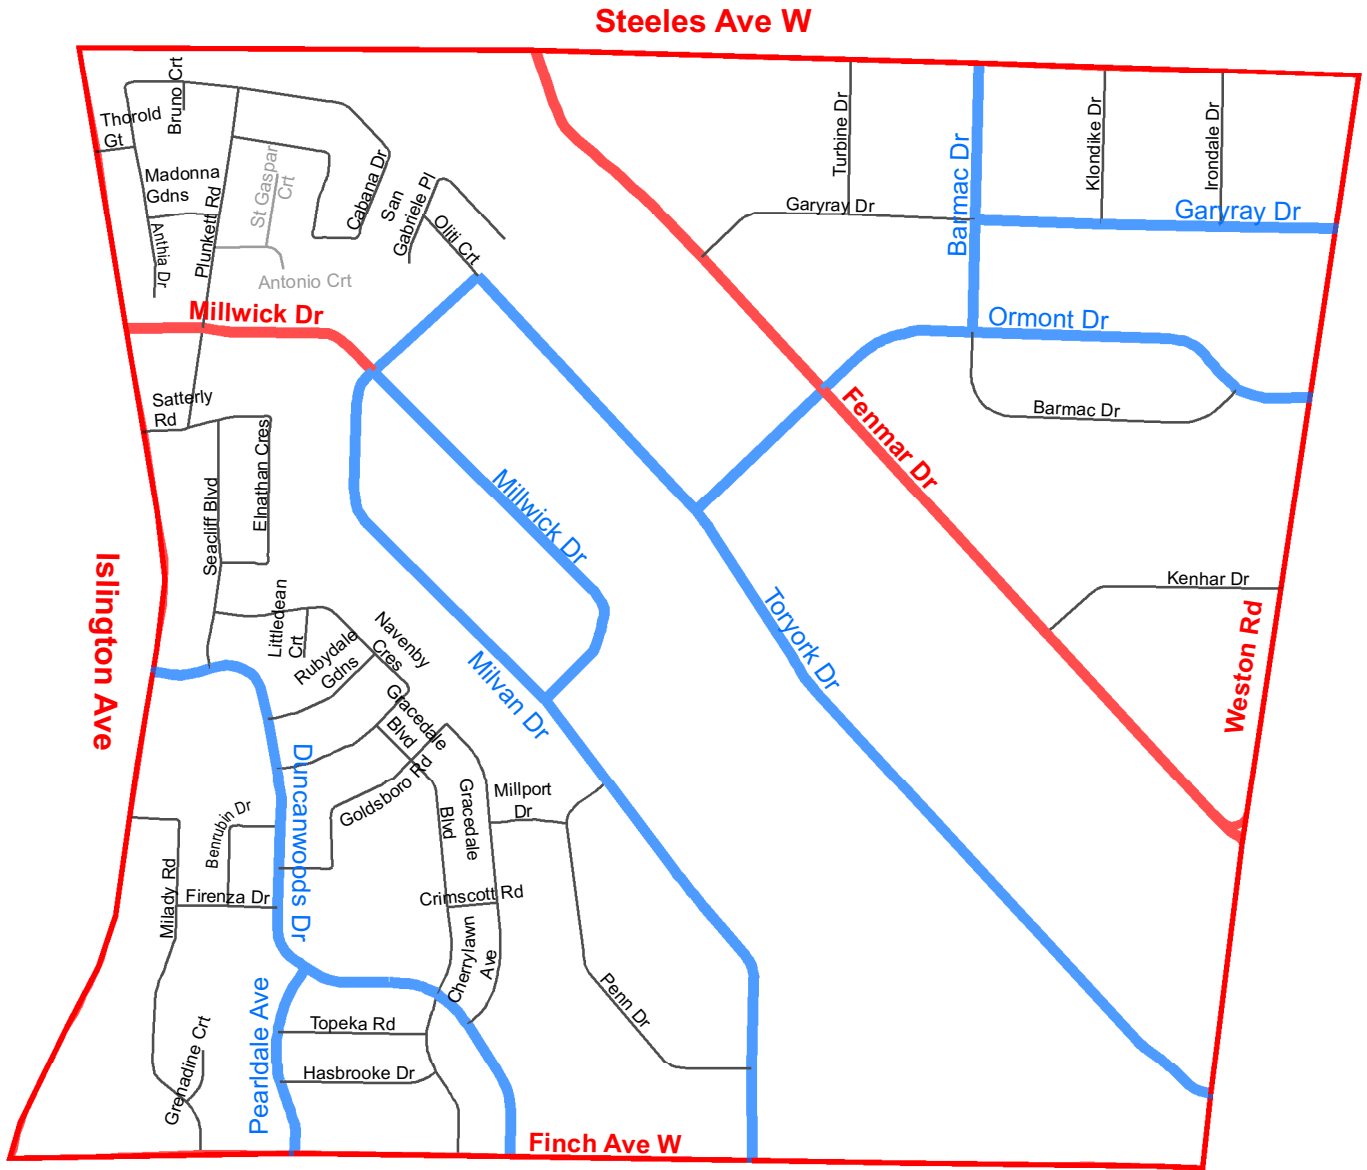 Steeles Ave W
Bruno Crt
Thorold
Gt
Madonna
Gdns
Anthia Dr
Plunkett Rd
St Gaspar
Crt
Antonio Crt
Cabana Dr
San
Gabriele Pl
Oliti Crt
Turbine Dr
Barmac Dr
Klondike Dr
Irondale Dr
Garyray Dr
Garyray Dr
Millwick Dr
Ormont Dr
Satterly
Rd
Barmac Dr
Fenmar Dr
Seacliff Blvd
Elnathan Cres
Millwick Dr
Islington Ave
Kenhar Dr
Littledean
Crt
Rubydale
Gdns
Navenby
Cres
Toryork Dr
Weston Rd
Milvan Dr
Gracedale
Blvd
Duncanwoods Dr
Goldsboro Rd
Gracedale
Blvd
Millport
Dr
Benrubin Dr
Milady Rd
Firenza Dr
Crimscott Rd
Cherrylawn
Ave
Penn Dr
Pearldale Ave
Topeka Rd
Grenadine Crt
Hasbrooke Dr
Finch Ave W